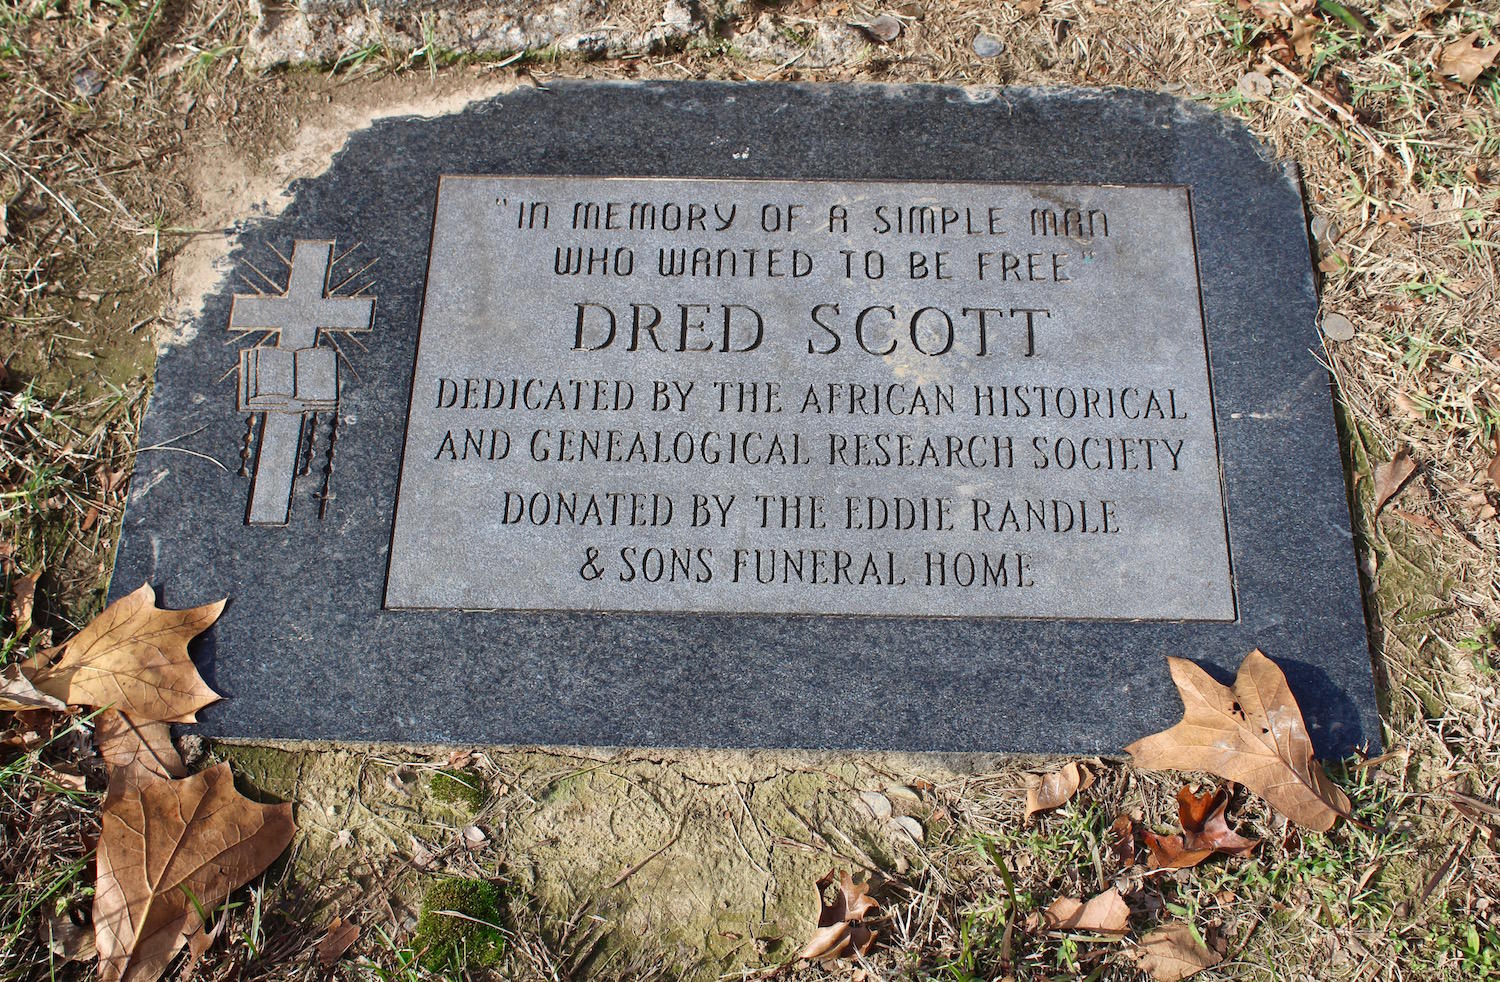 "IN MEMORY OF A SIMPLE MAN
WHO WANTED TO BE FREE"
DRED SCOTT
DEDICATED BY THE AFRICAN HISTORICAL
AND GENEALOGICAL RESEARCH SOCIETY
DONATED BY THE EDDIE RANDLE
& SONS FUNERAL HOME